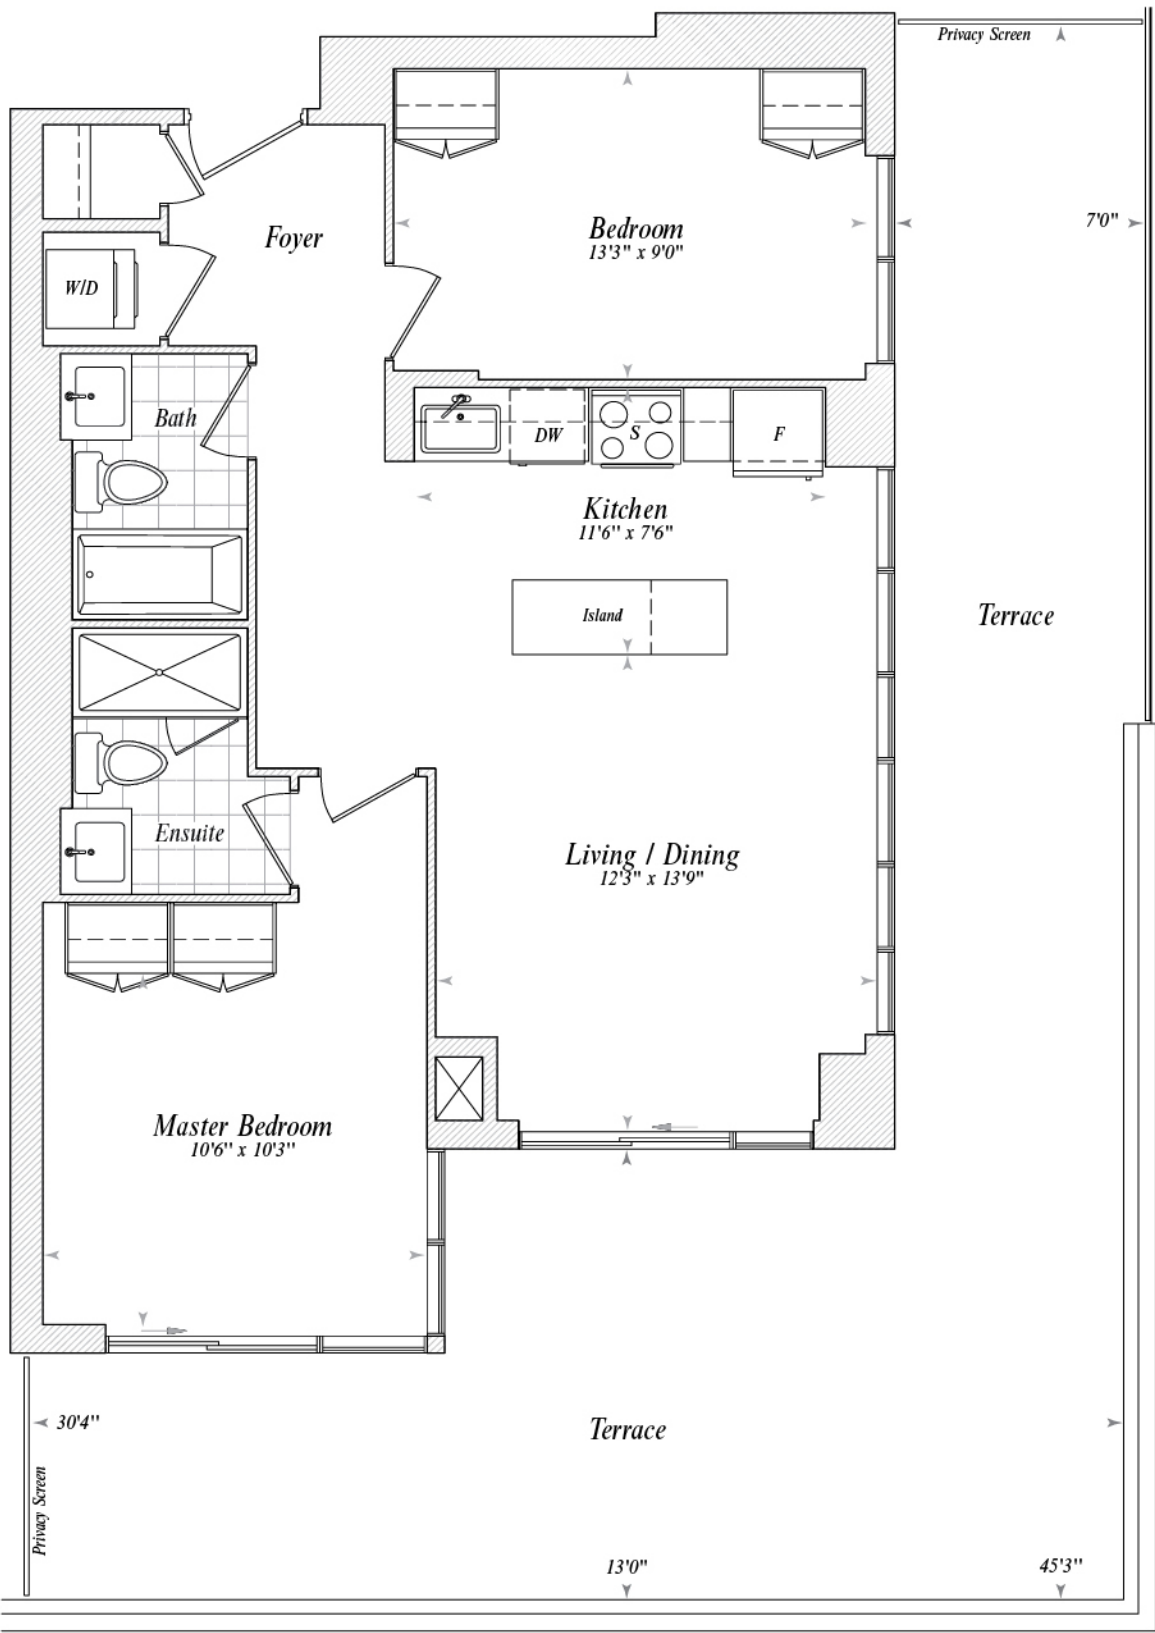 Privacy Screen
7'0"
Bedroom
13'3" x 9'0"
Foyer
W/D
Bath
DW
S
F
Kitchen
11'6" x 7'6"
Island
Terrace
Ensuite
Living / Dining
12'3" x 13'9"
Master Bedroom
10'6" x 10'3"
30'4"
Terrace
Privacy Screen
13'0"
45'3"